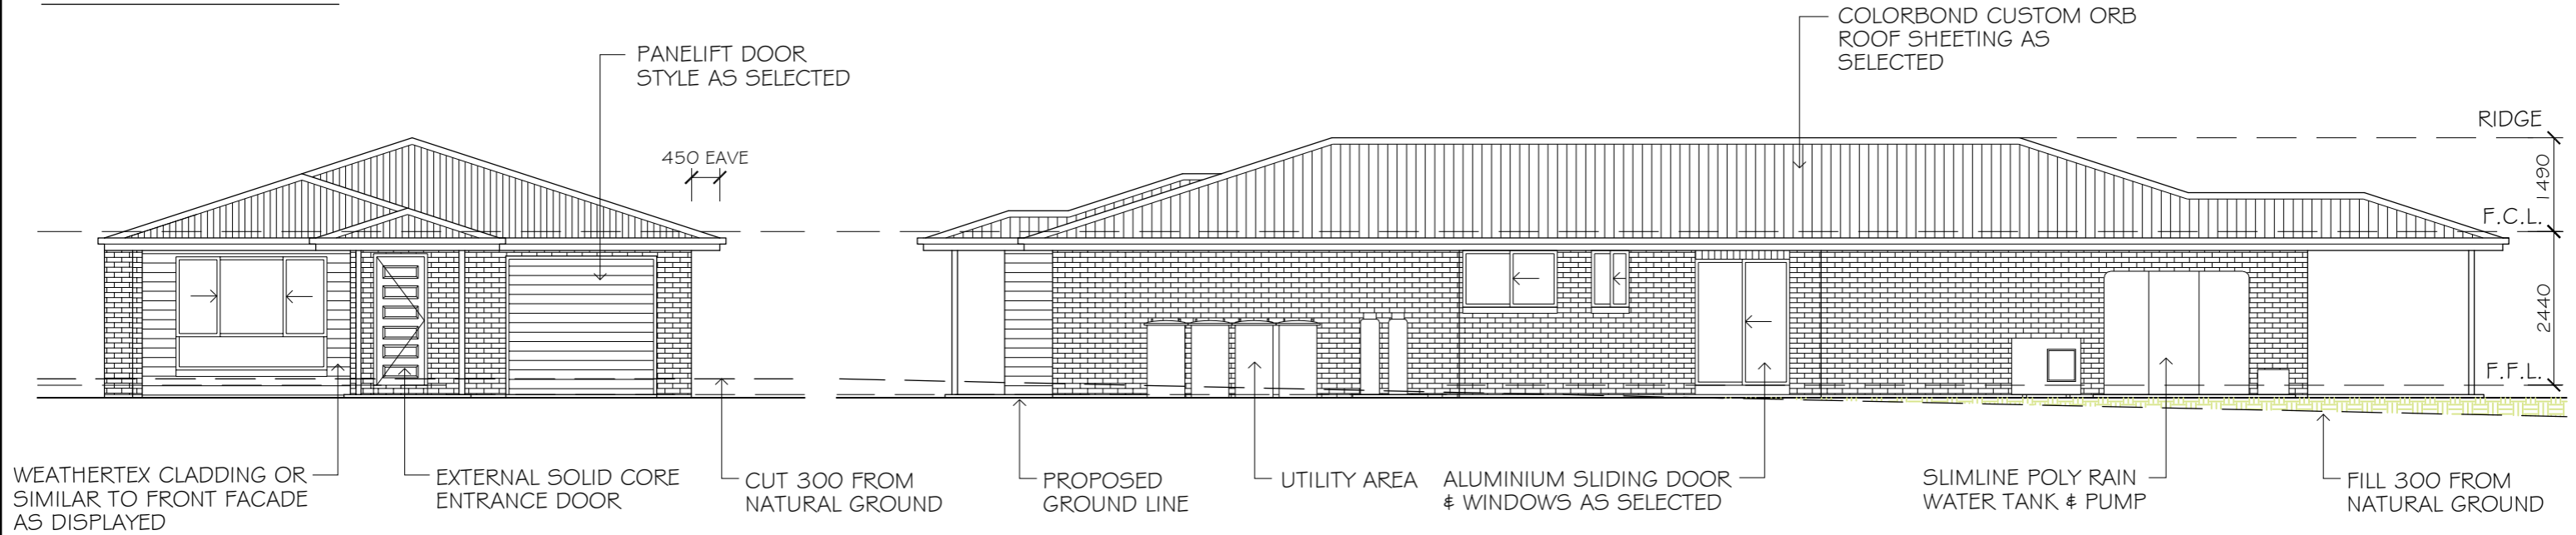 COLORBOND CUSTOM ORB
ROOF SHEETING AS
SELECTED
PANELIFT DOOR
STYLE AS SELECTED
450 EAVE
RIDGE
1490
F.C.L.
2440
F.F.L.
WEATHERTEX CLADDING OR
SIMILAR TO FRONT FACADE
AS DISPLAYED
EXTERNAL SOLID CORE
ENTRANCE DOOR
CUT 300 FROM
NATURAL GROUND
PROPOSED
GROUND LINE
UTILITY AREA
ALUMINIUM SLIDING DOOR
& WINDOWS AS SELECTED
SLIMLINE POLY RAIN
WATER TANK & PUMP
FILL 300 FROM
NATURAL GROUND